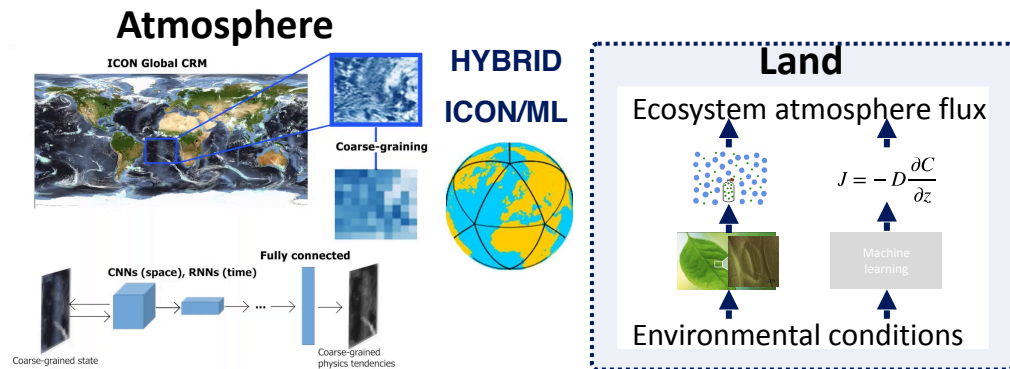 Atmosphere
ICON Global CRM
Coarse-graining
CNNs (space), RNNs (time)
Fully connected
...
Coarse-grained state
Coarse-grained
physics tendencies
HYBRID
ICON/ML
Land
Ecosystem atmosphere flux
J = − D ∂C/∂z
Machine
learning
Environmental conditions